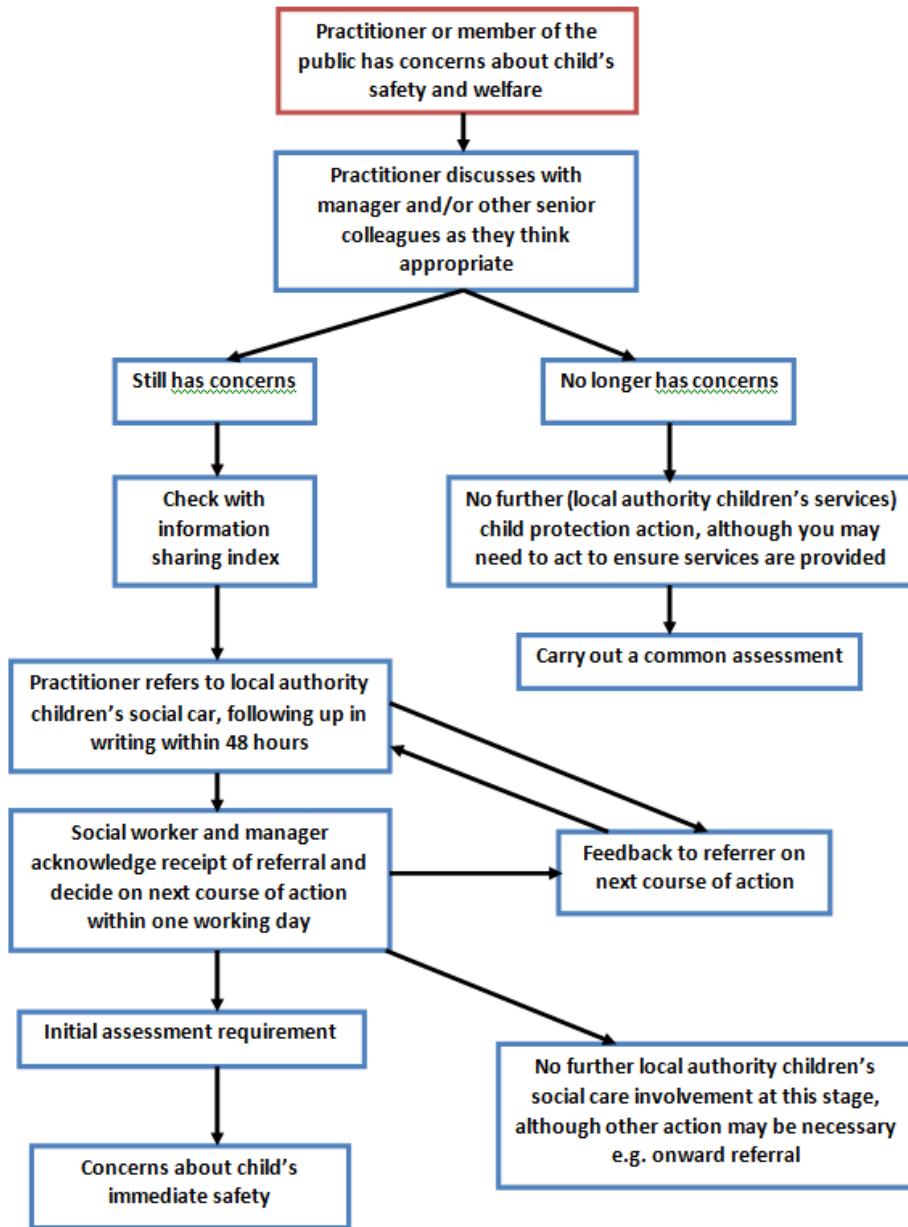 Practitioner or member of the
public has concerns about child’s
safety and welfare
Practitioner discusses with
manager and/or other senior
colleagues as they think
appropriate
Still has concerns
No longer has concerns
Check with
information
sharing index
No further (local authority children’s services)
child protection action, although you may
need to act to ensure services are provided
Carry out a common assessment
Practitioner refers to local authority
children’s social car, following up in
writing within 48 hours
Social worker and manager
acknowledge receipt of referral and
decide on next course of action
within one working day
Feedback to referrer on
next course of action
Initial assessment requirement
No further local authority children’s
social care involvement at this stage,
although other action may be necessary
e.g. onward referral
Concerns about child’s
immediate safety